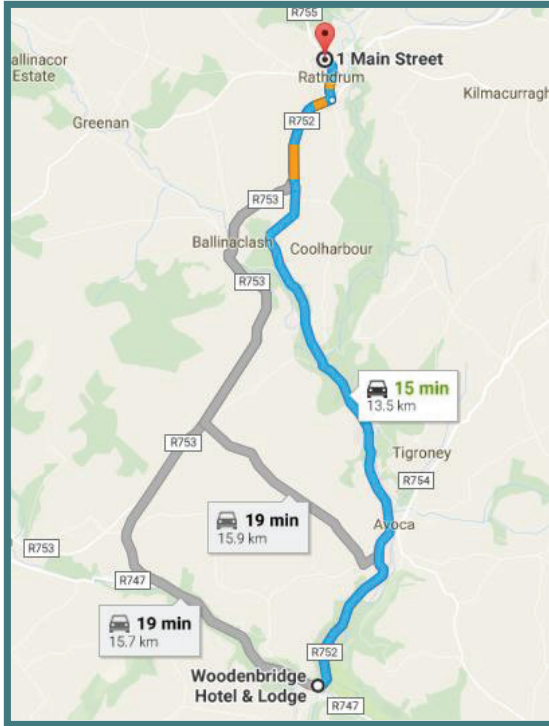 R755
1 Main Street
allinacor
Estate
Rathdrum
Kilmacurragh
Greenan
R752
R753
Ballinaclash
Coolharbour
R753
15 min
13.5 km
R753
Tigroney
R754
19 min
15.9 km
Avoca
R753
R747
19 min
15.7 km
R752
Woodenbridge
Hotel & Lodge
R747